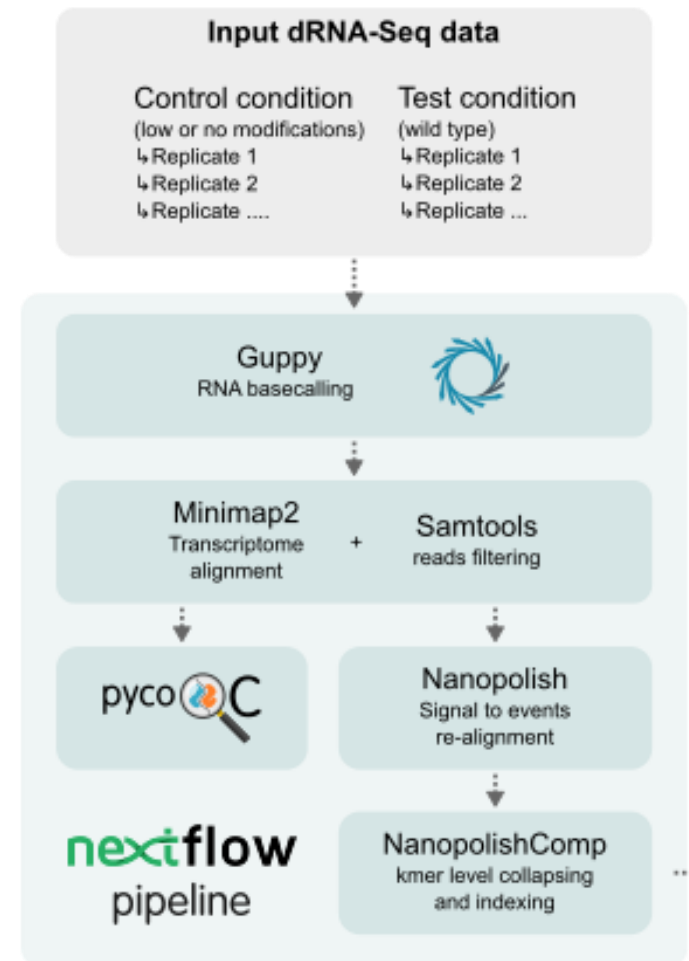 Input dRNA-Seq data
Control condition
(low or no modifications)
↳Replicate 1
↳Replicate 2
↳Replicate ....
Test condition
(wild type)
↳Replicate 1
↳Replicate 2
↳Replicate ...
Guppy
RNA basecalling
Minimap2
Transcriptome
alignment
+
Samtools
reads filtering
pycoQC
Nanopolish
Signal to events
re-alignment
nextflow
pipeline
NanopolishComp
kmer level collapsing
and indexing